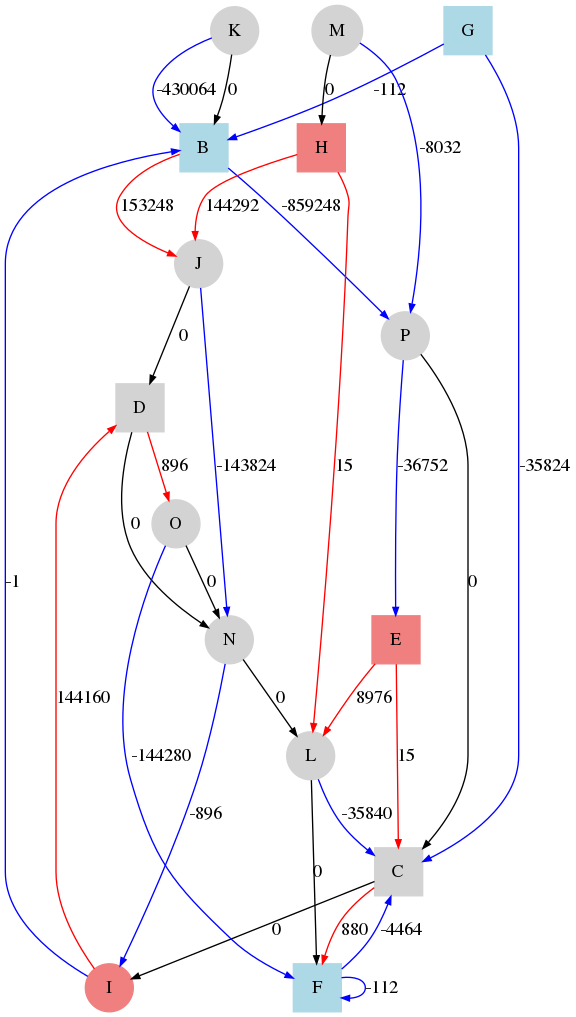 K M G
-430064 0 0 -112
B H -8032
153248 144292 -859248
J
P
0
D
896 -143824 15 -36752 -35824
O 0
0 0
-1
N E
144160 0 8976
L 15
-144280
-896 -35840
0 C
0 880 -4464
I F -112